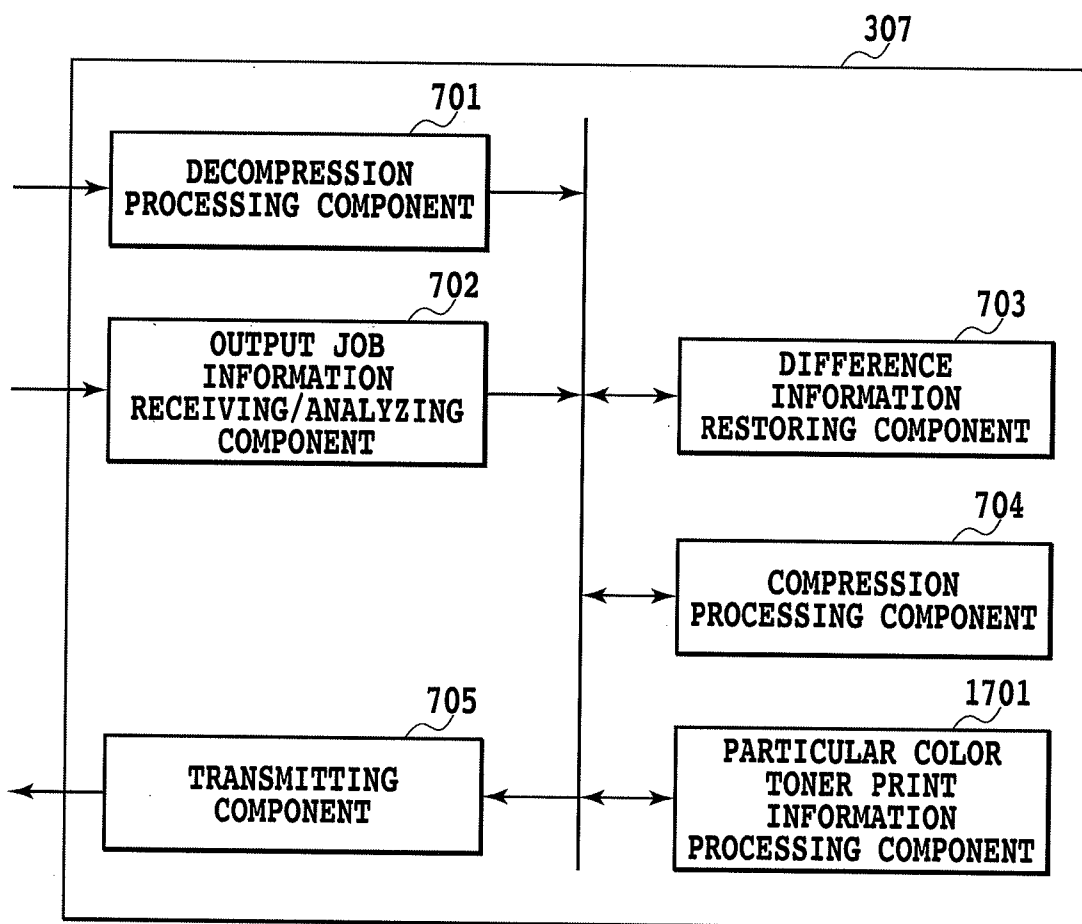 307
701
DECOMPRESSION
PROCESSING COMPONENT
702
OUTPUT JOB
INFORMATION
RECEIVING/ANALYZING
COMPONENT
703
DIFFERENCE
INFORMATION
RESTORING COMPONENT
704
COMPRESSION
PROCESSING COMPONENT
705
TRANSMITTING
COMPONENT
1701
PARTICULAR COLOR
TONER PRINT
INFORMATION
PROCESSING COMPONENT